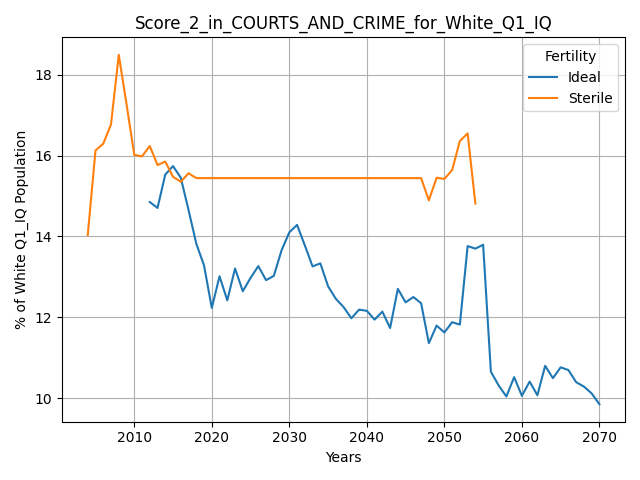 Score_2_in_COURTS_AND_CRIME_for_White_Q1_IQ
Fertility
Ideal
Sterile
% of White Q1_IQ Population
18
16
14
12
10
2010 2020 2030 2040 2050 2060 2070
Years